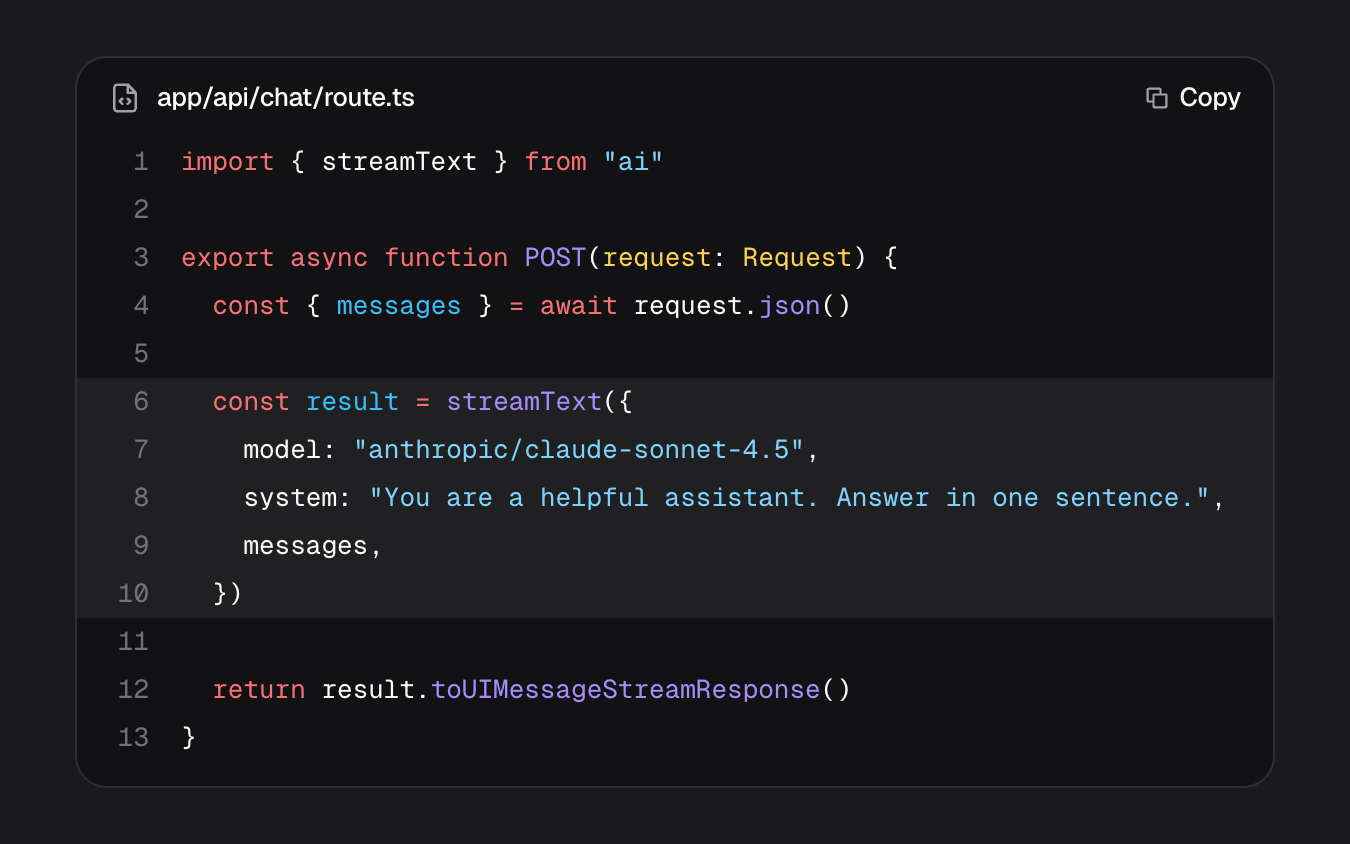 app/api/chat/route.ts
Copy
1 import { streamText } from "ai"
2
3 export async function POST(request: Request) {
4   const { messages } = await request.json()
5
6   const result = streamText({
7     model: "anthropic/claude-sonnet-4.5",
8     system: "You are a helpful assistant. Answer in one sentence.",
9     messages,
10   })
11
12   return result.toUIMessageStreamResponse()
13 }